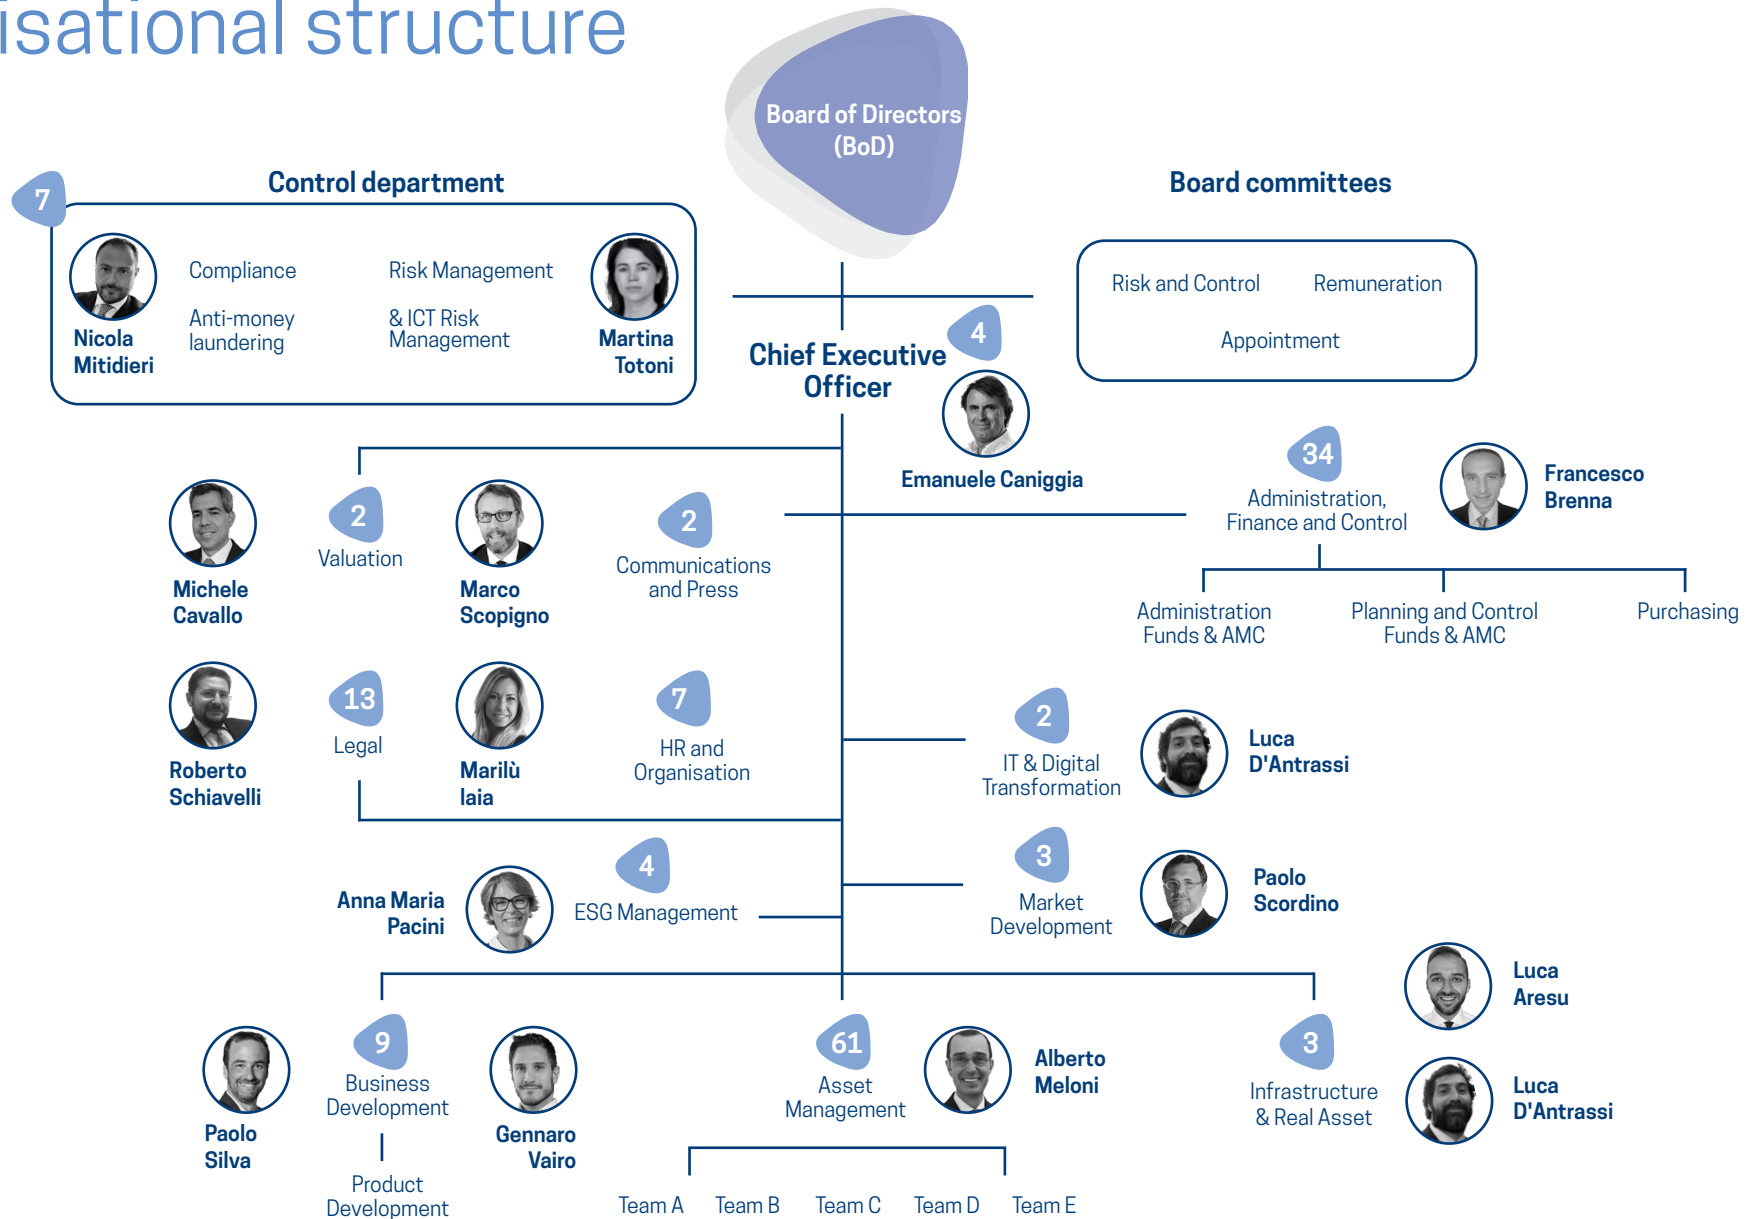 isational structure
Board of Directors
(BoD)
Control department
7
Nicola
Mitidieri
Compliance
Anti-money
laundering
Risk Management
& ICT Risk
Management
Martina
Totoni
Board committees
Risk and Control
Remuneration
Appointment
Chief Executive
Officer
4
Emanuele Caniggia
Michele
Cavallo
2
Valuation
Marco
Scopigno
2
Communications
and Press
34
Administration,
Finance and Control
Francesco
Brenna
Administration
Funds & AMC
Planning and Control
Funds & AMC
Purchasing
Roberto
Schiavelli
13
Legal
Marilù
Iaia
7
HR and
Organisation
2
IT & Digital
Transformation
Luca
D'Antrassi
Anna Maria
Pacini
4
ESG Management
3
Market
Development
Paolo
Scordino
Paolo
Silva
9
Business
Development
Product
Development
Gennaro
Vairo
61
Asset
Management
Alberto
Meloni
Team A
Team B
Team C
Team D
Team E
3
Infrastructure
& Real Asset
Luca
Aresu
Luca
D'Antrassi